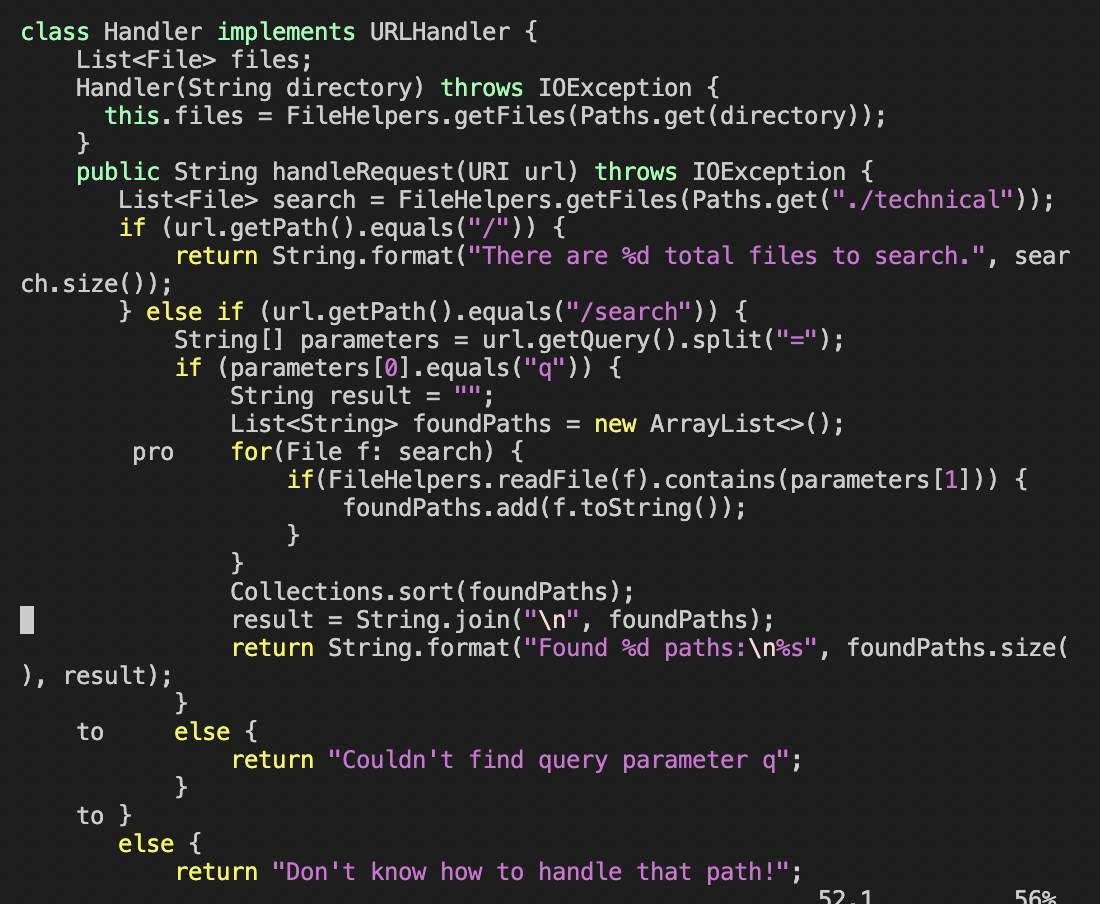 class Handler implements URLHandler {
    List<File> files;
    Handler(String directory) throws IOException {
      this.files = FileHelpers.getFiles(Paths.get(directory));
    }
    public String handleRequest(URI url) throws IOException {
       List<File> search = FileHelpers.getFiles(Paths.get("./technical"));
       if (url.getPath().equals("/")) {
           return String.format("There are %d total files to search.", sear
ch.size());
       } else if (url.getPath().equals("/search")) {
           String[] parameters = url.getQuery().split("=");
           if (parameters[0].equals("q")) {
               String result = "";
               List<String> foundPaths = new ArrayList<>();
        pro    for(File f: search) {
                   if(FileHelpers.readFile(f).contains(parameters[1])) {
                       foundPaths.add(f.toString());
                   }
               }
               Collections.sort(foundPaths);
               result = String.join("\n", foundPaths);
               return String.format("Found %d paths:\n%s", foundPaths.size(
), result);
           }
    to     else {
               return "Couldn't find query parameter q";
           }
    to }
       else {
           return "Don't know how to handle that path!";
                                                         52,1          56%